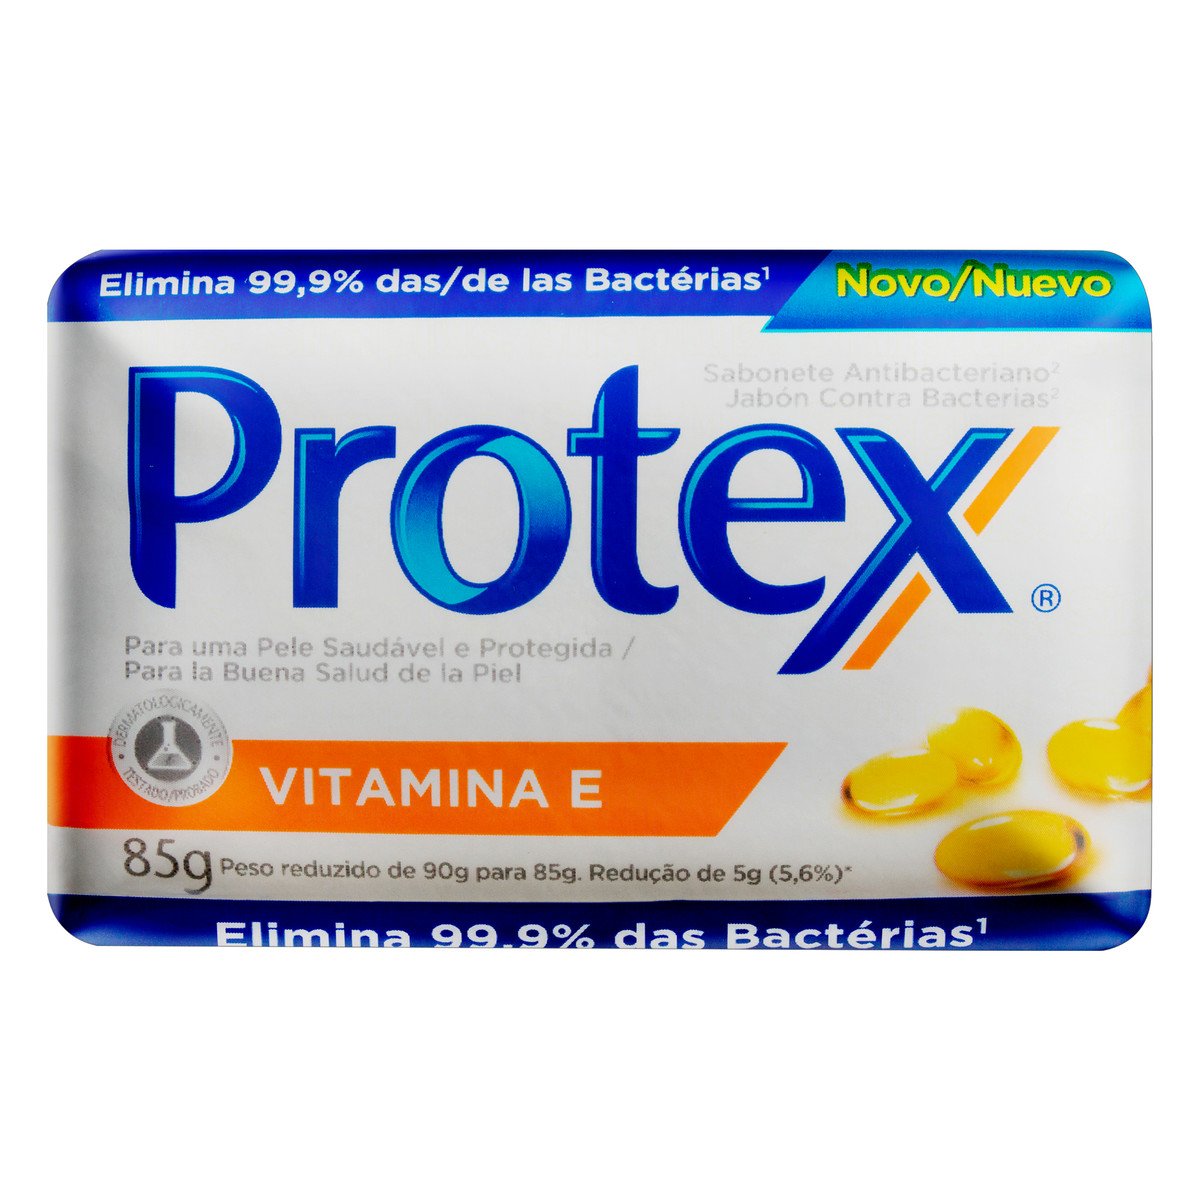 Elimina 99,9% das/de las Bactérias¹
Novo/Nuevo
Sabonete Antibacteriano²
Jabón Contra Bacterias²
Protex®
Para uma Pele Saudável e Protegida /
Para la Buena Salud de la Piel
DERMATOLOGICAMENTE
TESTADO/PROBADO
VITAMINA E
85g Peso reduzido de 90g para 85g. Redução de 5g (5,6%)*
Elimina 99,9% das Bactérias¹